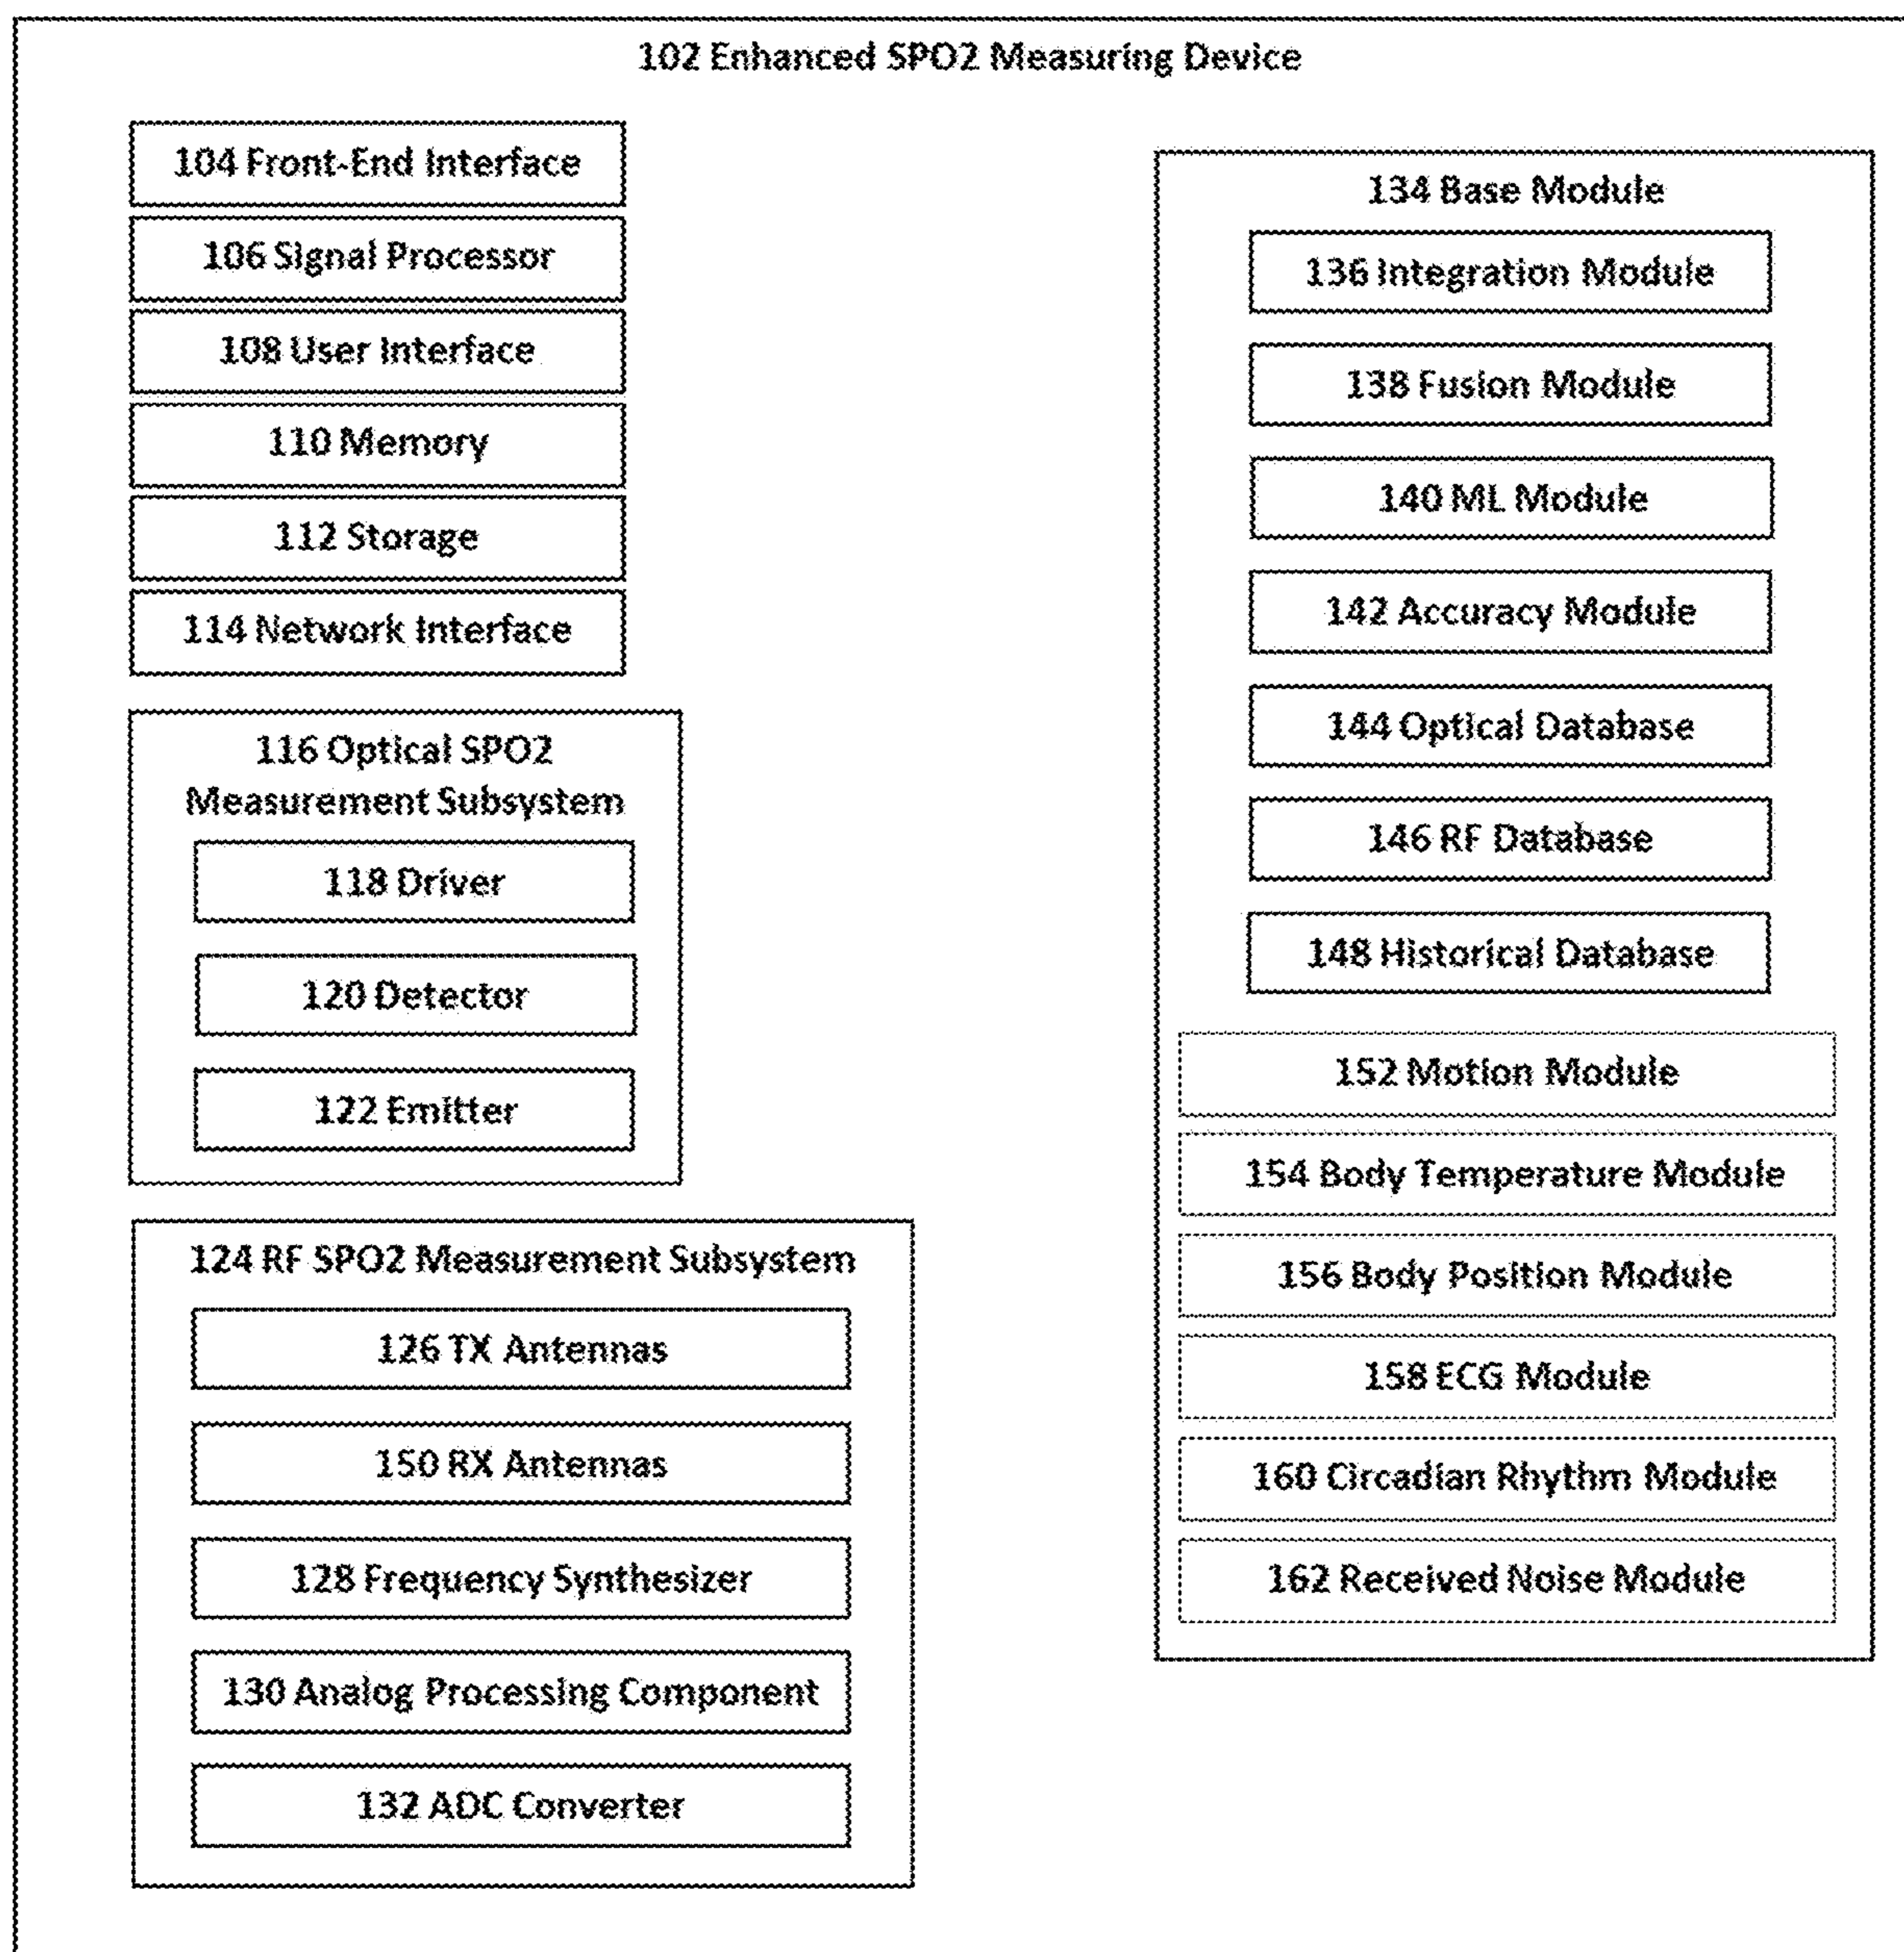 102 Enhanced SPO2 Measuring Device
104 Front-End Interface
106 Signal Processor
108 User Interface
110 Memory
112 Storage
114 Network Interface
116 Optical SPO2
Measurement Subsystem
118 Driver
120 Detector
122 Emitter
124 RF SPO2 Measurement Subsystem
126 TX Antennas
150 RX Antennas
128 Frequency Synthesizer
130 Analog Processing Component
132 ADC Converter
134 Base Module
136 Integration Module
138 Fusion Module
140 ML Module
142 Accuracy Module
144 Optical Database
146 RF Database
148 Historical Database
152 Motion Module
154 Body Temperature Module
156 Body Position Module
158 ECG Module
160 Circadian Rhythm Module
162 Received Noise Module